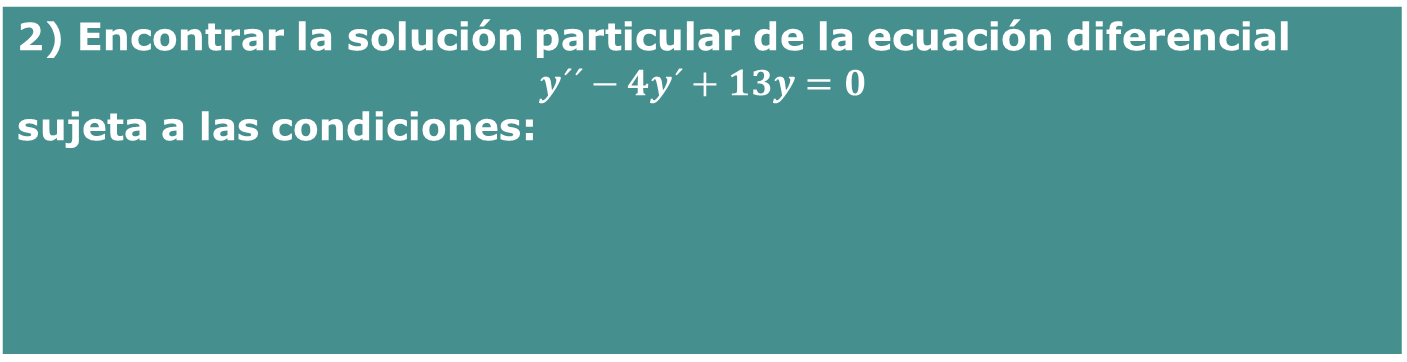 2) Encontrar la solución particular de la ecuación diferencial
y´´ − 4y´ + 13y = 0
sujeta a las condiciones: